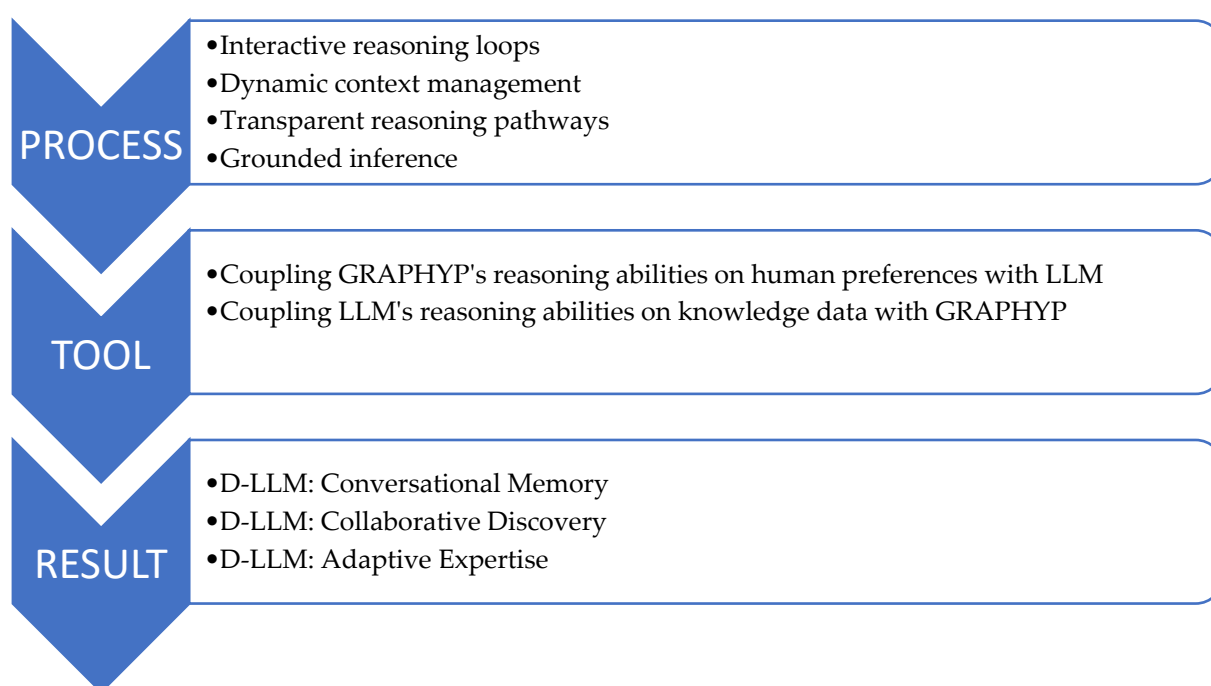 PROCESS
•Interactive reasoning loops
•Dynamic context management
•Transparent reasoning pathways
•Grounded inference
TOOL
•Coupling GRAPHYP's reasoning abilities on human preferences with LLM
•Coupling LLM's reasoning abilities on knowledge data with GRAPHYP
RESULT
•D-LLM: Conversational Memory
•D-LLM: Collaborative Discovery
•D-LLM: Adaptive Expertise